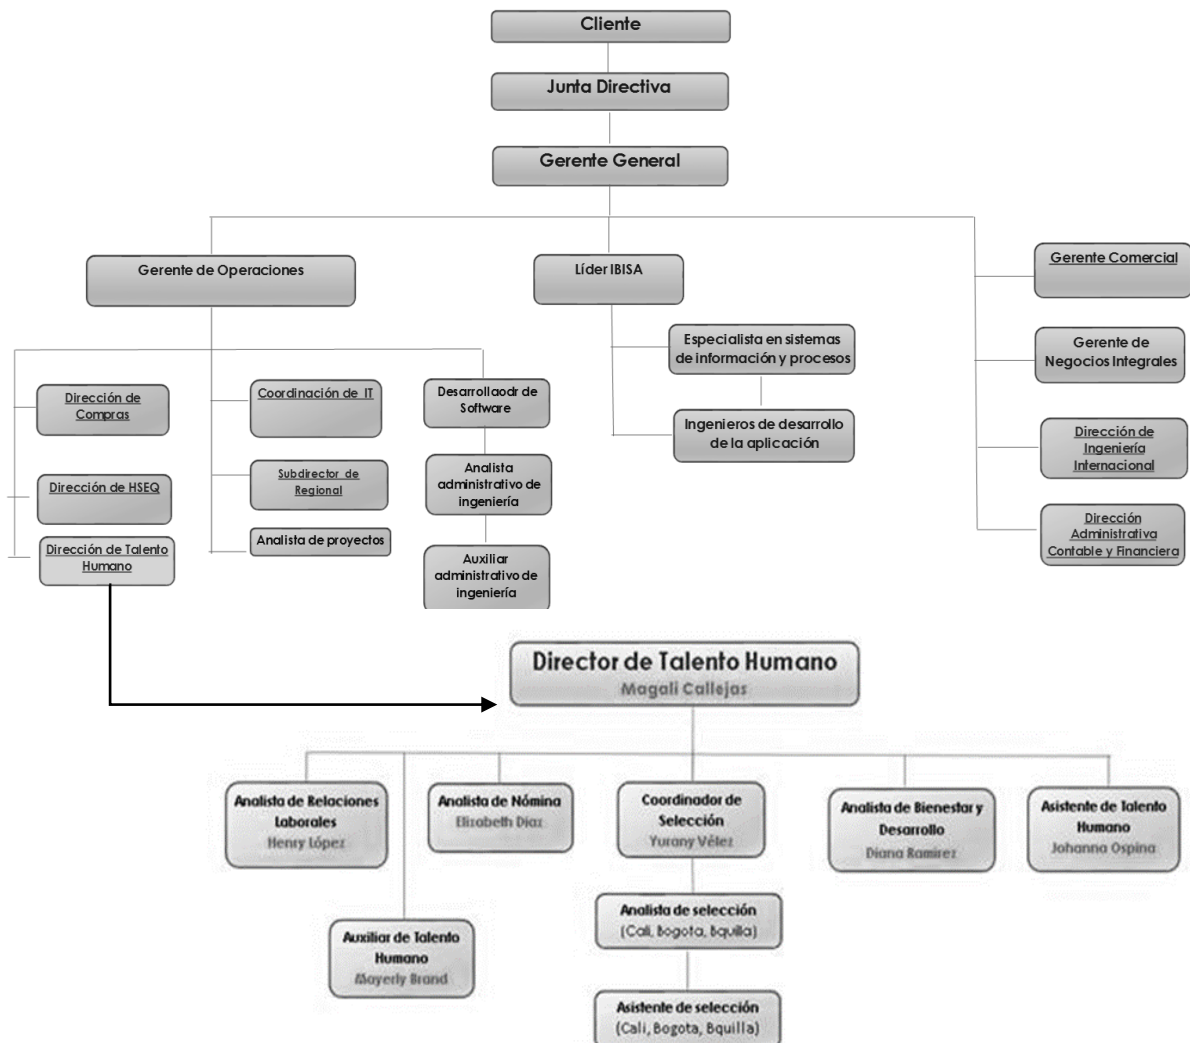 Cliente
Junta Directiva
Gerente General
Gerente de Operaciones
Líder IBISA
Gerente Comercial
Especialista en sistemas
de información y procesos
Gerente de
Negocios Integrales
Dirección de
Compras
Coordinación de IT
Desarrollaodr de
Software
Ingenieros de desarrollo
de la aplicación
Dirección de
Ingeniería
Internacional
Dirección de HSEQ
Subdirector de
Regional
Analista
administrativo de
ingeniería
Dirección
Administrativa
Contable y Financiera
Dirección de Talento
Humano
Analista de proyectos
Auxiliar
administrativo de
ingeniería
Director de Talento Humano
Magali Callejas
Analista de Relaciones
Laborales
Henry López
Analista de Nómina
Elizabeth Diaz
Coordinador de
Selección
Yurany Vélez
Analista de Bienestar y
Desarrollo
Diana Ramirez
Asistente de Talento
Humano
Johanna Ospina
Auxiliar de Talento
Humano
Mayerly Brand
Analista de selección
(Cali, Bogota, Bquilla)
Asistente de selección
(Cali, Bogota, Bquilla)